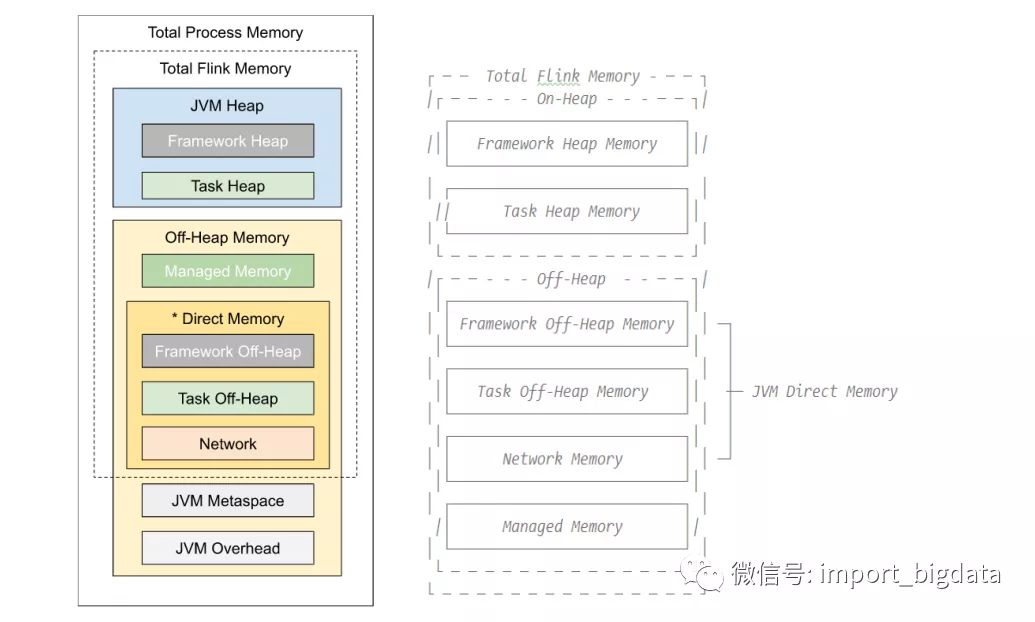 Total Process Memory
Total Flink Memory
JVM Heap
Framework Heap
Task Heap
Off-Heap Memory
Managed Memory
* Direct Memory
Framework Off-Heap
Task Off-Heap
Network
JVM Metaspace
JVM Overhead
Total Flink Memory
On-Heap
Framework Heap Memory
Task Heap Memory
Off-Heap
Framework Off-Heap Memory
Task Off-Heap Memory
Network Memory
Managed Memory
JVM Direct Memory
微信号: import_bigdata